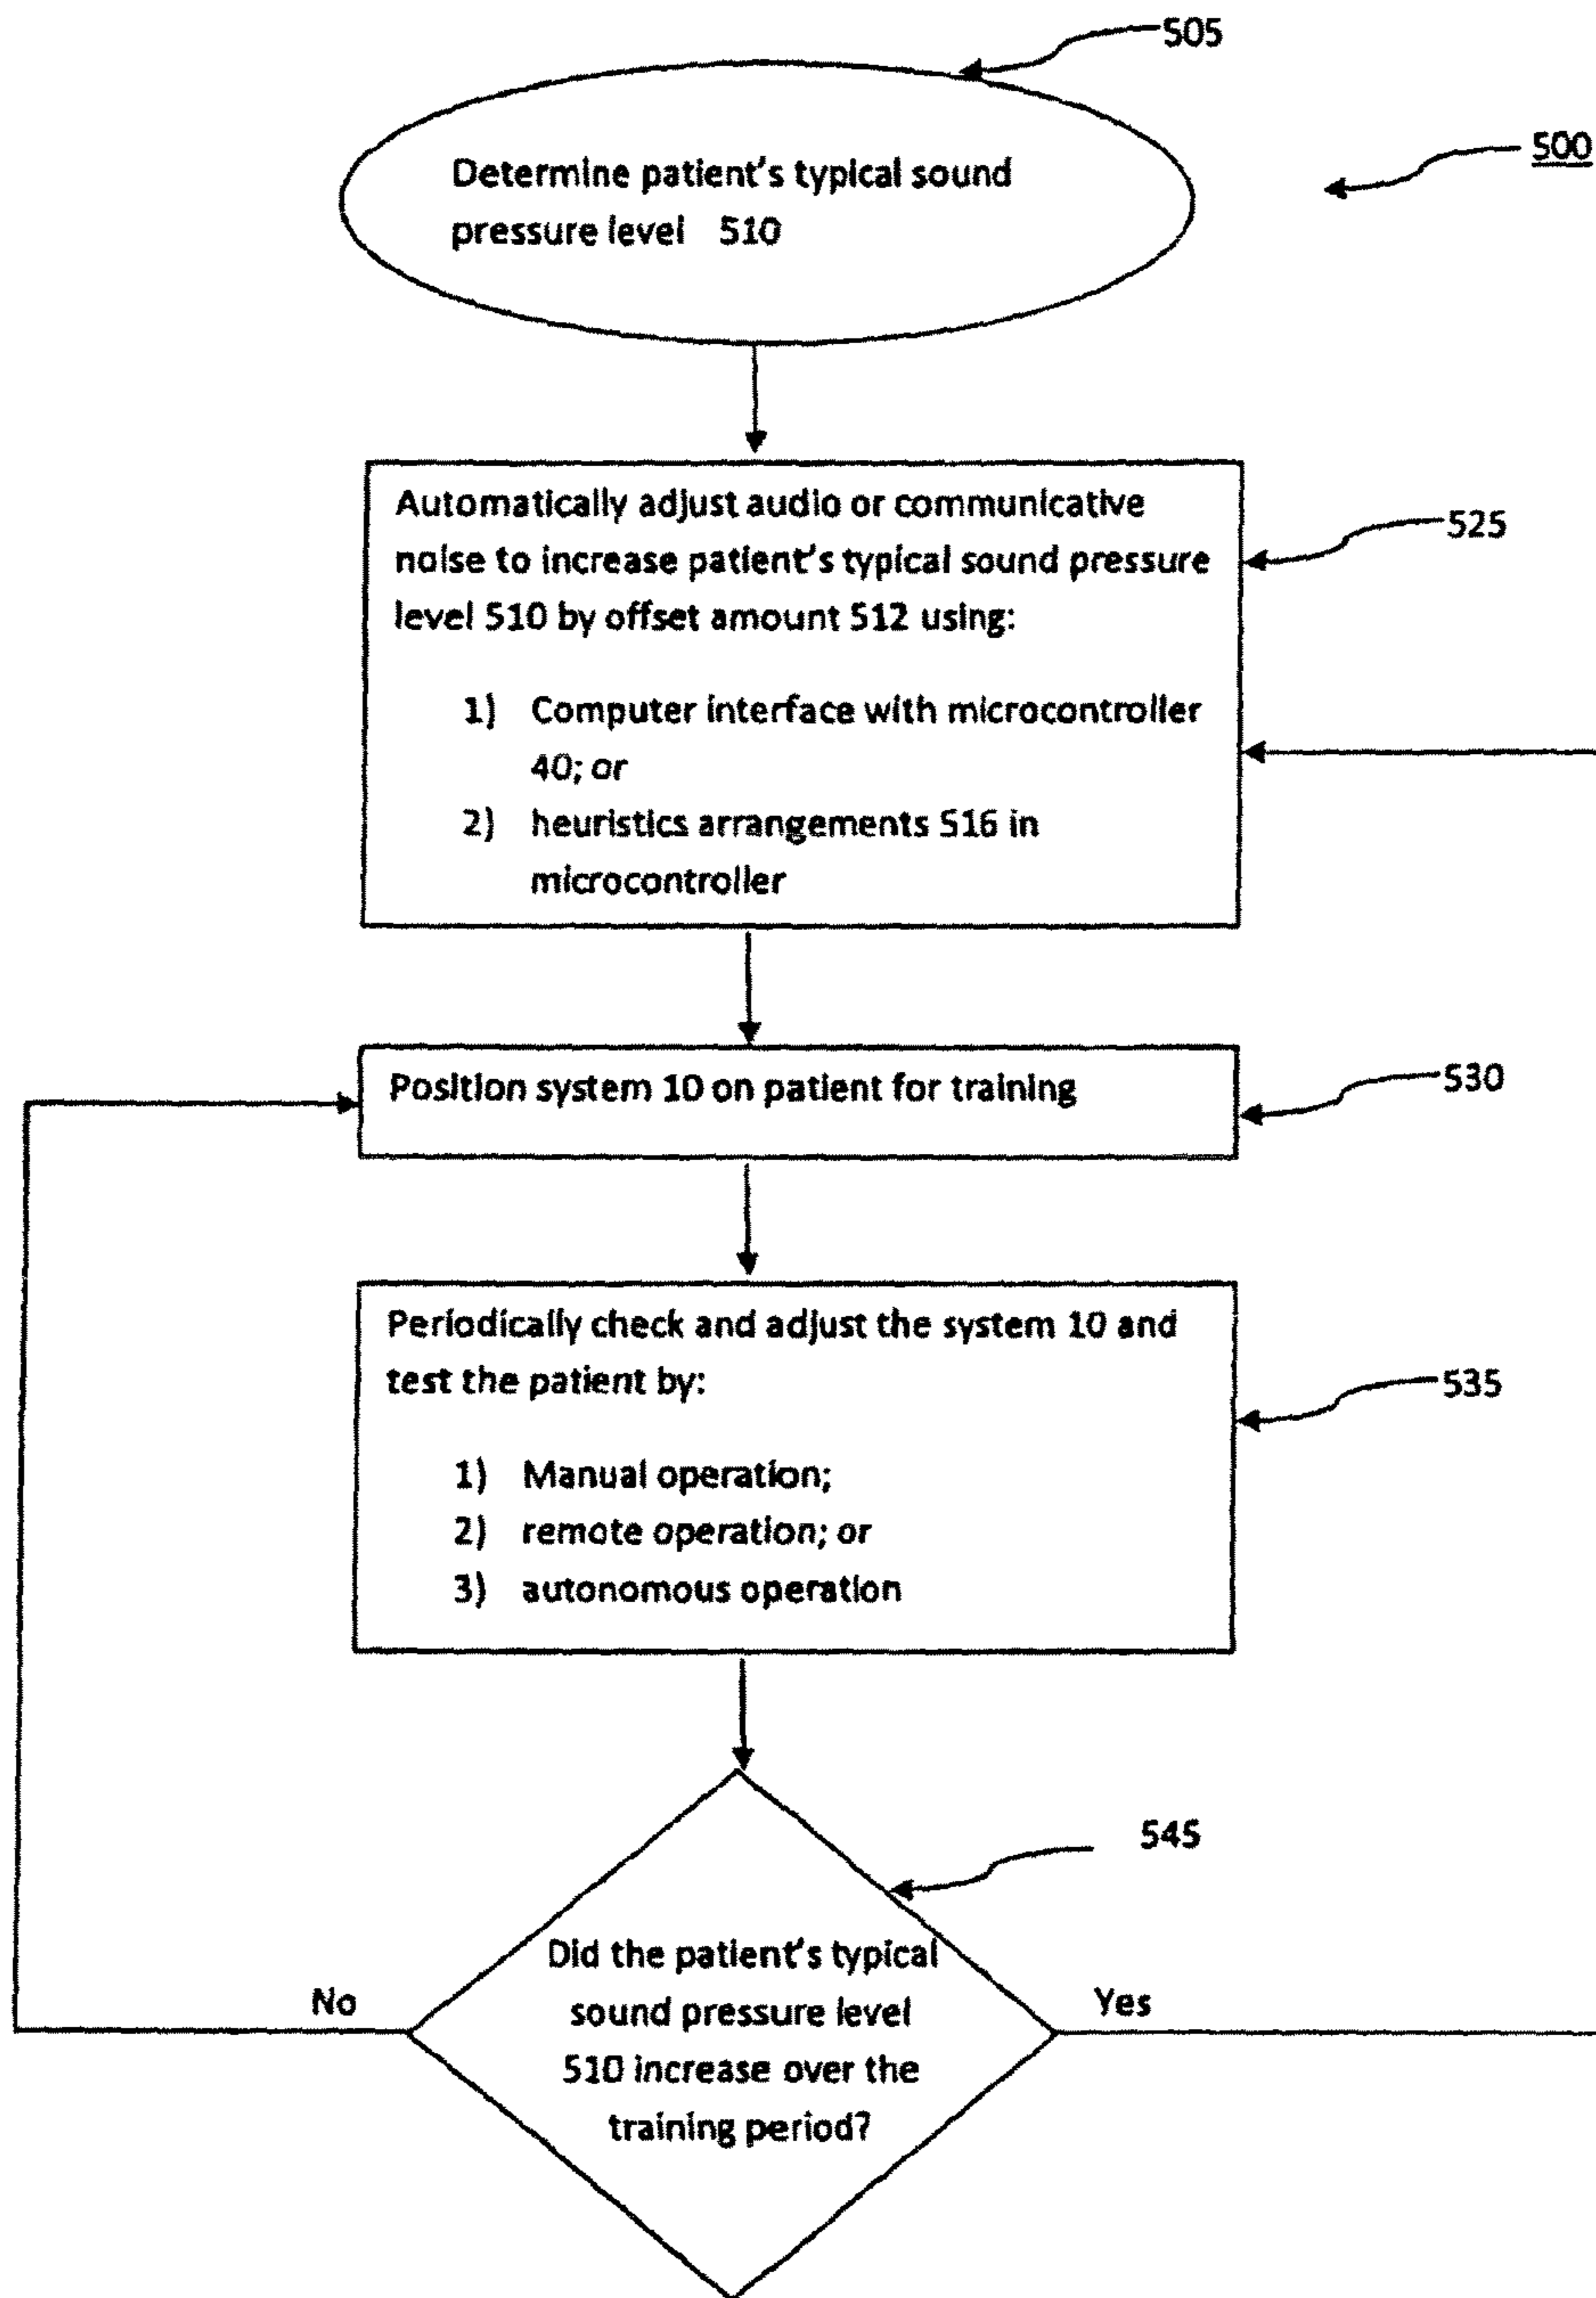 505
500
Determine patient's typical sound
pressure level 510
Automatically adjust audio or communicative
noise to increase patient's typical sound pressure
level 510 by offset amount 512 using:
525
1) Computer interface with microcontroller
40; or
2) heuristics arrangements 516 in
microcontroller
Position system 10 on patient for training
530
Periodically check and adjust the system 10 and
test the patient by:
535
1) Manual operation;
2) remote operation; or
3) autonomous operation
545
Did the patient's typical
sound pressure level
510 increase over the
training period?
No
Yes